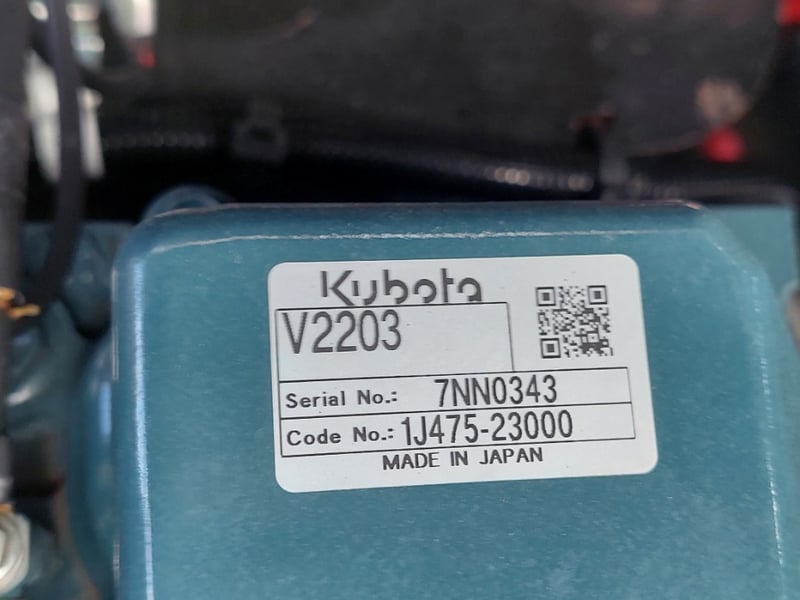 Kubota
V2203
Serial No.: 7NN0343
Code No.: 1J475-23000
MADE IN JAPAN